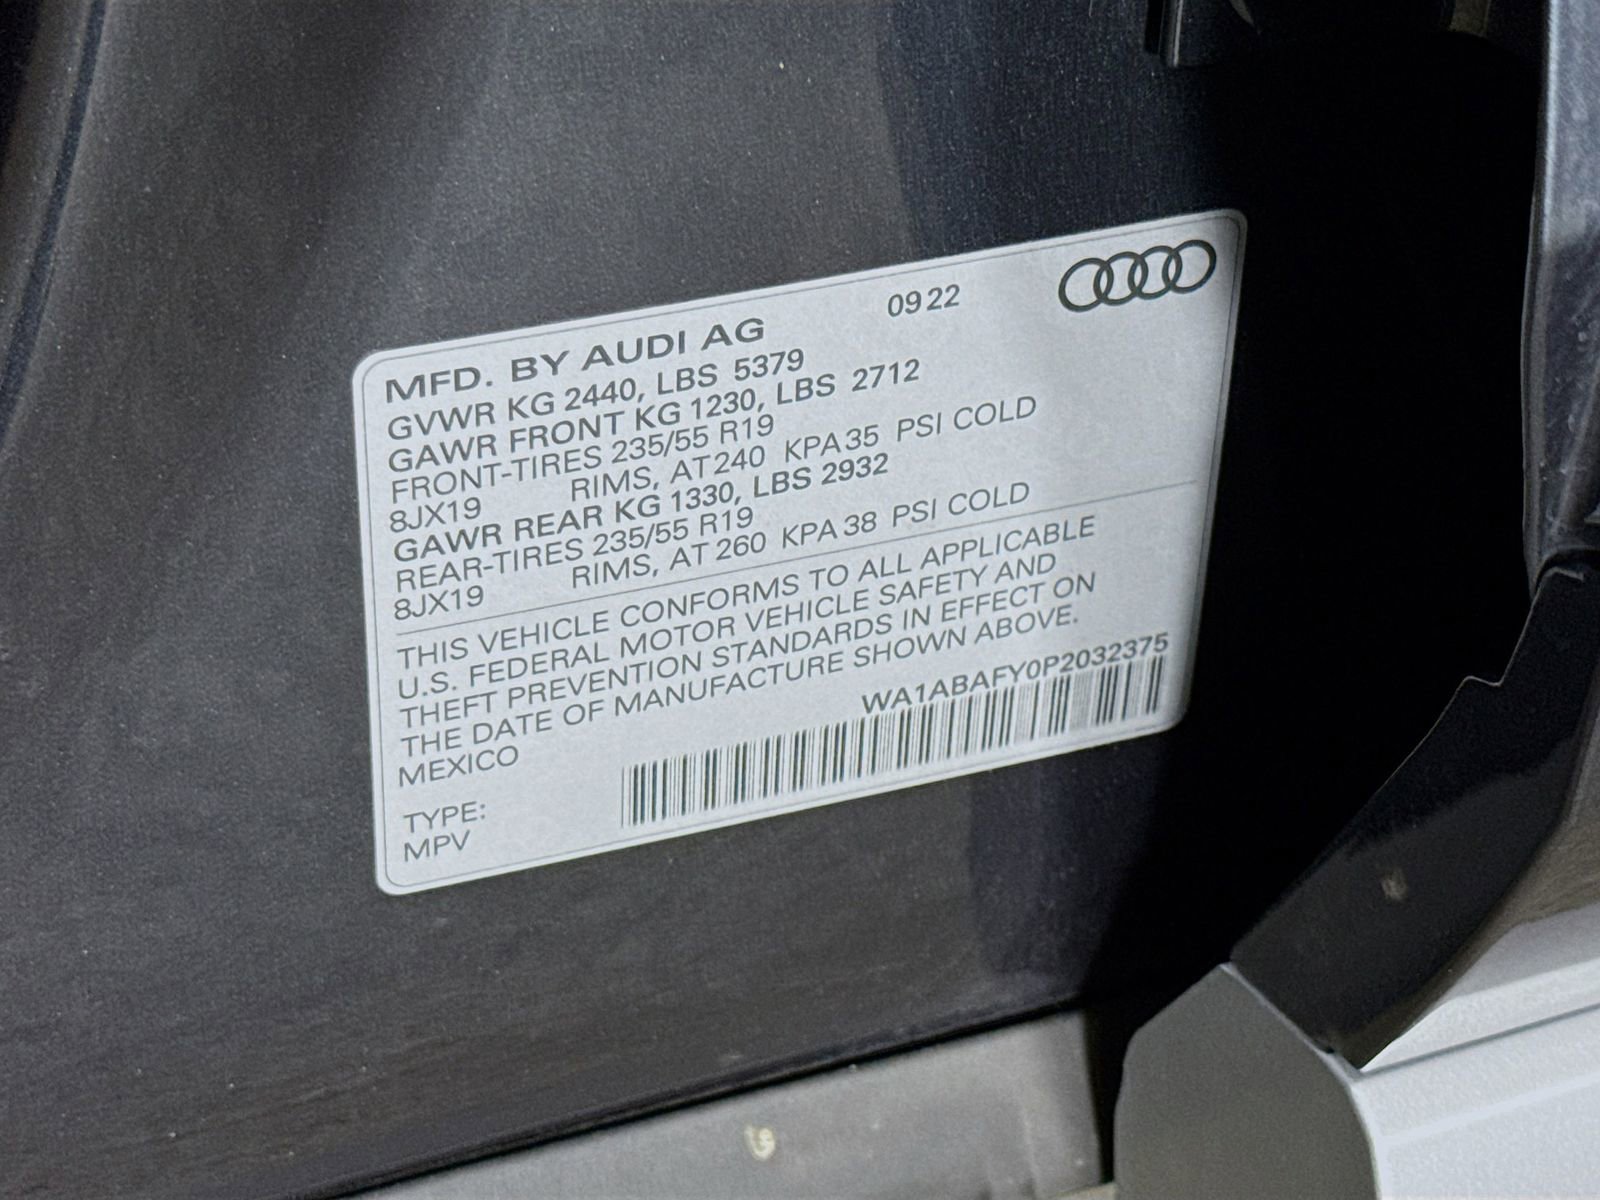 MFD. BY AUDI AG 09 22
GVWR KG 2440, LBS 5379
GAWR FRONT KG 1230, LBS 2712
FRONT-TIRES 235/55 R19
8JX19 RIMS, AT 240 KPA 35 PSI COLD
GAWR REAR KG 1330, LBS 2932
REAR-TIRES 235/55 R19
8JX19 RIMS, AT 260 KPA 38 PSI COLD
THIS VEHICLE CONFORMS TO ALL APPLICABLE
U.S. FEDERAL MOTOR VEHICLE SAFETY AND
THEFT PREVENTION STANDARDS IN EFFECT ON
THE DATE OF MANUFACTURE SHOWN ABOVE.
MEXICO
WA1ABAFY0P2032375
TYPE:
MPV